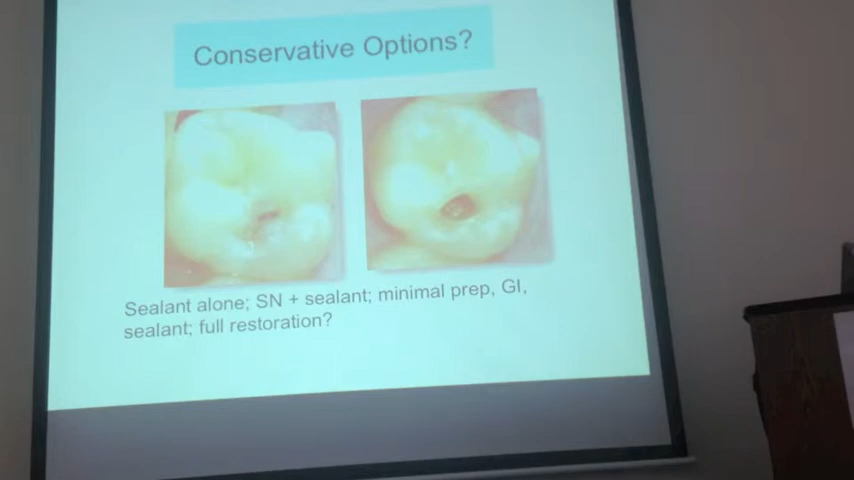 Conservative Options?
Sealant alone; SN + sealant; minimal prep, GI,
sealant; full restoration?